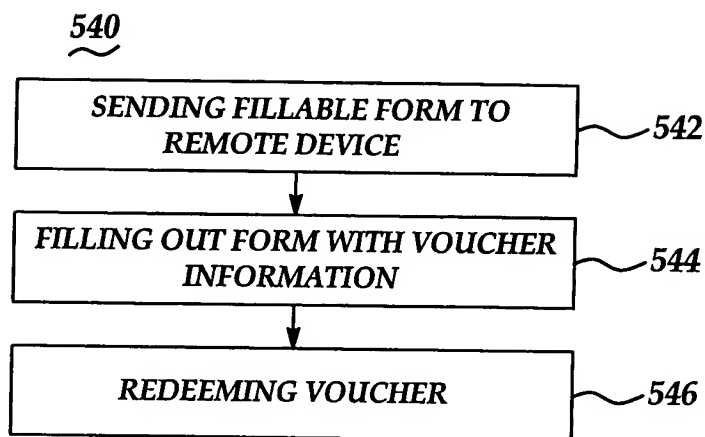 540
SENDING FILLABLE FORM TO
REMOTE DEVICE
542
FILLING OUT FORM WITH VOUCHER
INFORMATION
544
REDEEMING VOUCHER
546